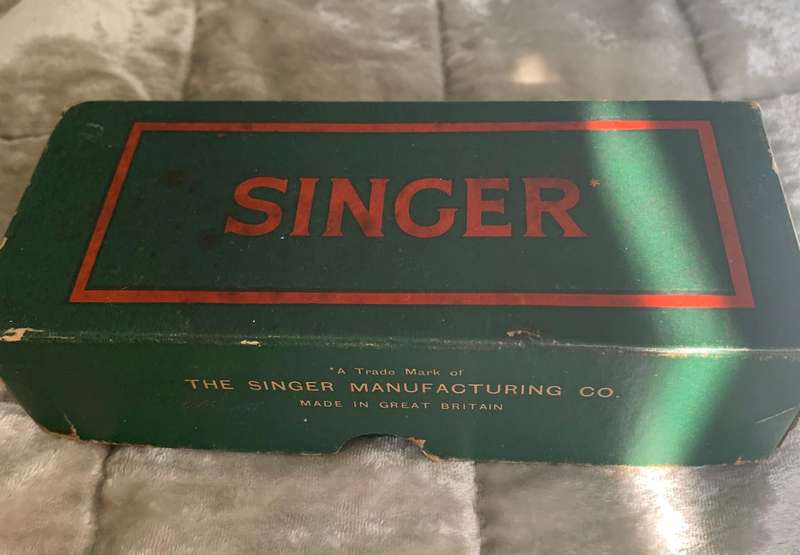 SINGER*
*A Trade Mark of
THE SINGER MANUFACTURING CO.
MADE IN GREAT BRITAIN